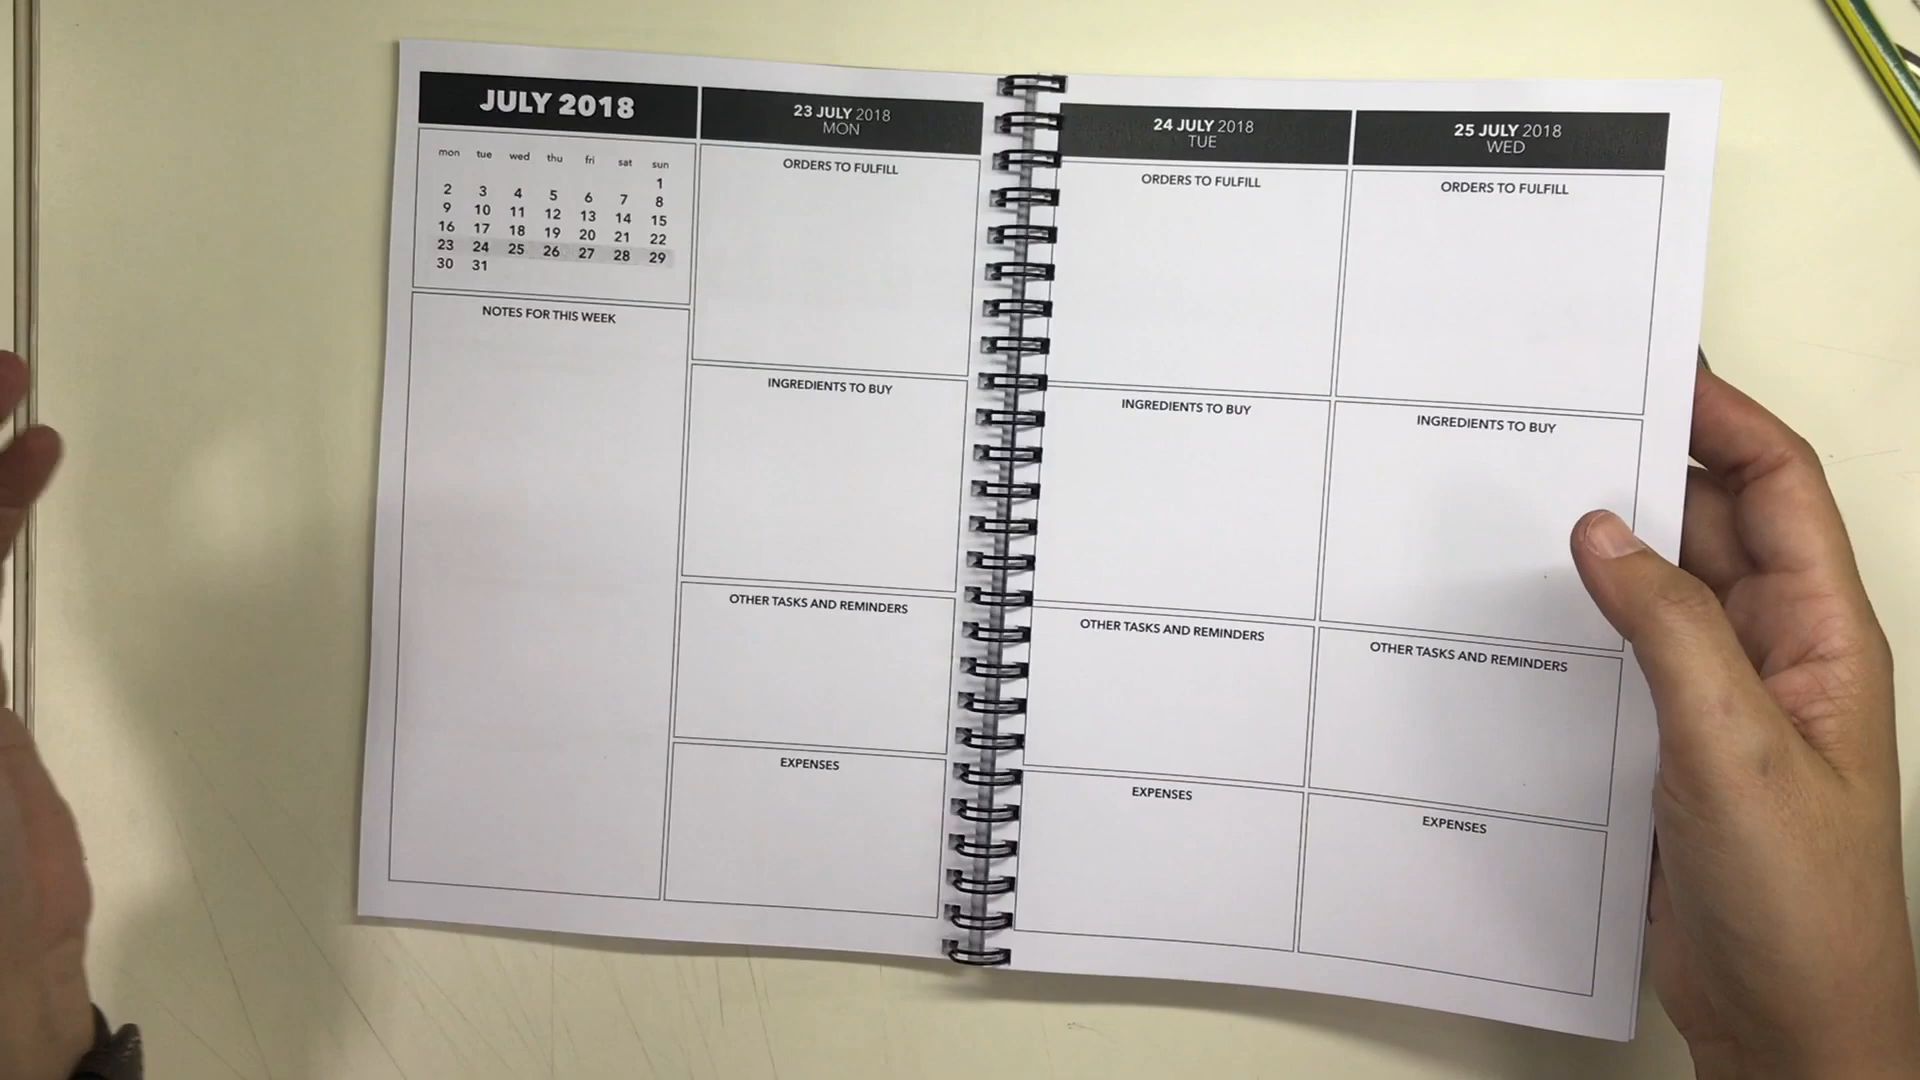 JULY 2018
mon tue wed thu fri sat sun
1
2 3 4 5 6 7 8
9 10 11 12 13 14 15
16 17 18 19 20 21 22
23 24 25 26 27 28 29
30 31
NOTES FOR THIS WEEK
23 JULY 2018
MON
ORDERS TO FULFILL
INGREDIENTS TO BUY
OTHER TASKS AND REMINDERS
EXPENSES
24 JULY 2018
TUE
ORDERS TO FULFILL
INGREDIENTS TO BUY
OTHER TASKS AND REMINDERS
EXPENSES
25 JULY 2018
WED
ORDERS TO FULFILL
INGREDIENTS TO BUY
OTHER TASKS AND REMINDERS
EXPENSES